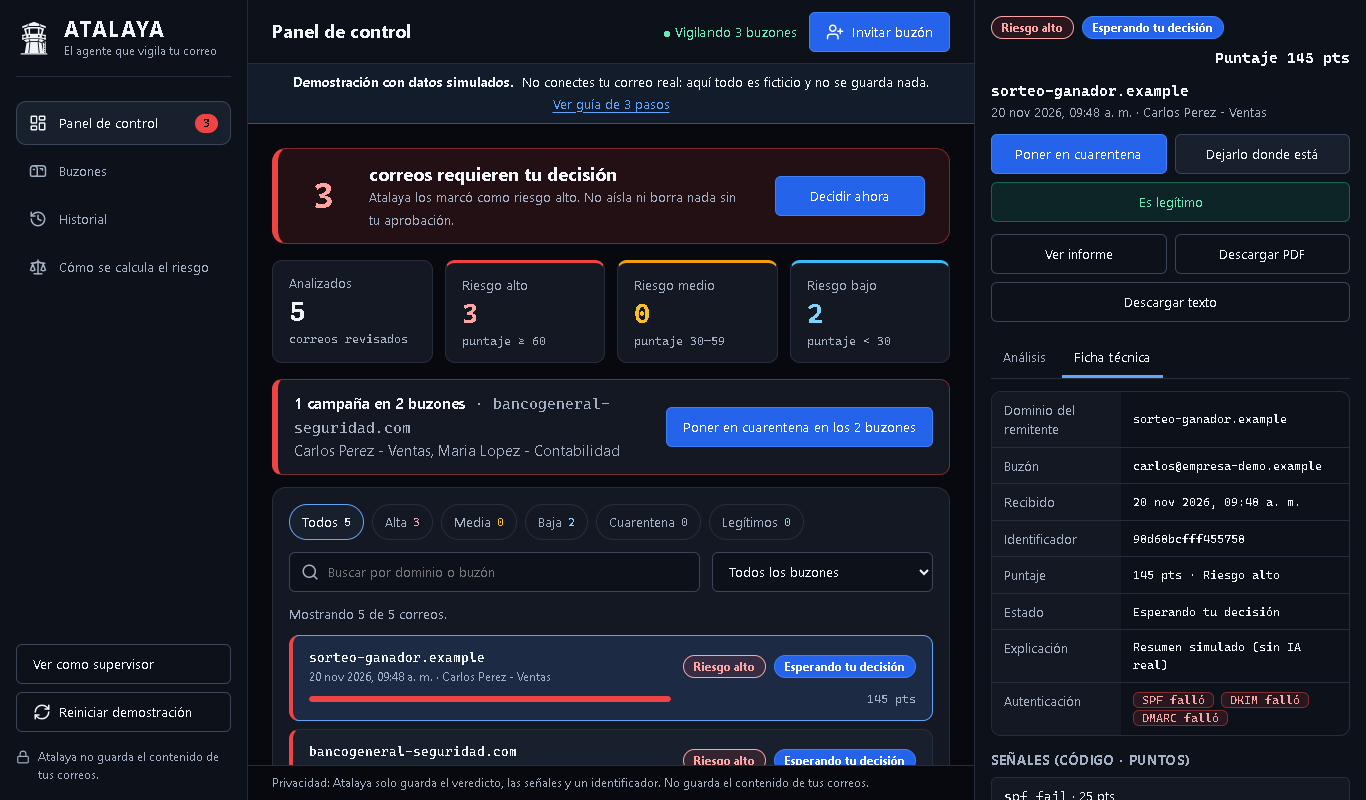 ATALAYA
El agente que vigila tu correo
Panel de control
3
Buzones
Historial
Cómo se calcula el riesgo
Ver como supervisor
Reiniciar demostración
Atalaya no guarda el contenido de
tus correos.
Panel de control
Vigilando 3 buzones
Invitar buzón
Demostración con datos simulados. No conectes tu correo real: aquí todo es ficticio y no se guarda nada.
Ver guía de 3 pasos
3
correos requieren tu decisión
Atalaya los marcó como riesgo alto. No aísla ni borra nada sin
tu aprobación.
Decidir ahora
Analizados
5
correos revisados
Riesgo alto
3
puntaje ≥ 60
Riesgo medio
0
puntaje 30–59
Riesgo bajo
2
puntaje < 30
1 campaña en 2 buzones · bancogeneral-
seguridad.com
Carlos Perez - Ventas, Maria Lopez - Contabilidad
Poner en cuarentena en los 2 buzones
Todos 5
Alta 3
Media 0
Baja 2
Cuarentena 0
Legítimos 0
Buscar por dominio o buzón
Todos los buzones
Mostrando 5 de 5 correos.
sorteo-ganador.example
20 nov 2026, 09:48 a. m. · Carlos Perez - Ventas
Riesgo alto
Esperando tu decisión
145 pts
bancogeneral-seguridad.com
Riesgo alto
Esperando tu decisión
Privacidad: Atalaya solo guarda el veredicto, las señales y un identificador. No guarda el contenido de tus correos.
Riesgo alto
Esperando tu decisión
Puntaje 145 pts
sorteo-ganador.example
20 nov 2026, 09:48 a. m. · Carlos Perez - Ventas
Poner en cuarentena
Dejarlo donde está
Es legítimo
Ver informe
Descargar PDF
Descargar texto
Análisis
Ficha técnica
Dominio del
remitente
sorteo-ganador.example
Buzón
carlos@empresa-demo.example
Recibido
20 nov 2026, 09:48 a. m.
Identificador
90d60bcfff455750
Puntaje
145 pts · Riesgo alto
Estado
Esperando tu decisión
Explicación
Resumen simulado (sin IA
real)
Autenticación
SPF falló
DKIM falló
DMARC falló
SEÑALES (CÓDIGO · PUNTOS)
spf_fail · 25 pts